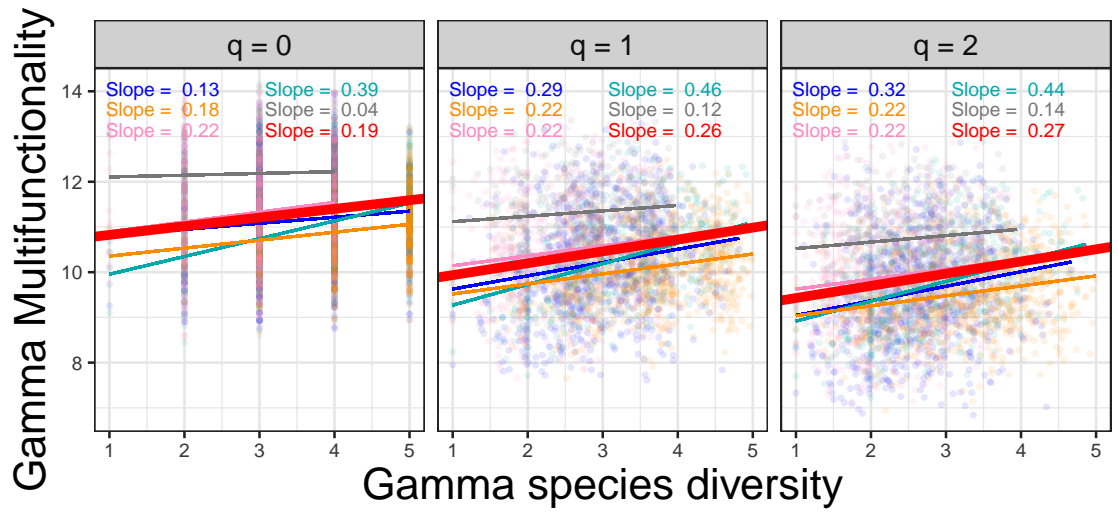 Gamma Multifunctionality
q = 0
q = 1
q = 2
Slope = 0.13 Slope = 0.39
Slope = 0.18 Slope = 0.04
Slope = 0.22 Slope = 0.19
Slope = 0.29 Slope = 0.46
Slope = 0.22 Slope = 0.12
Slope = 0.22 Slope = 0.26
Slope = 0.32 Slope = 0.44
Slope = 0.22 Slope = 0.14
Slope = 0.22 Slope = 0.27
14
12
10
8
1 2 3 4 5
1 2 3 4 5
1 2 3 4 5
Gamma species diversity